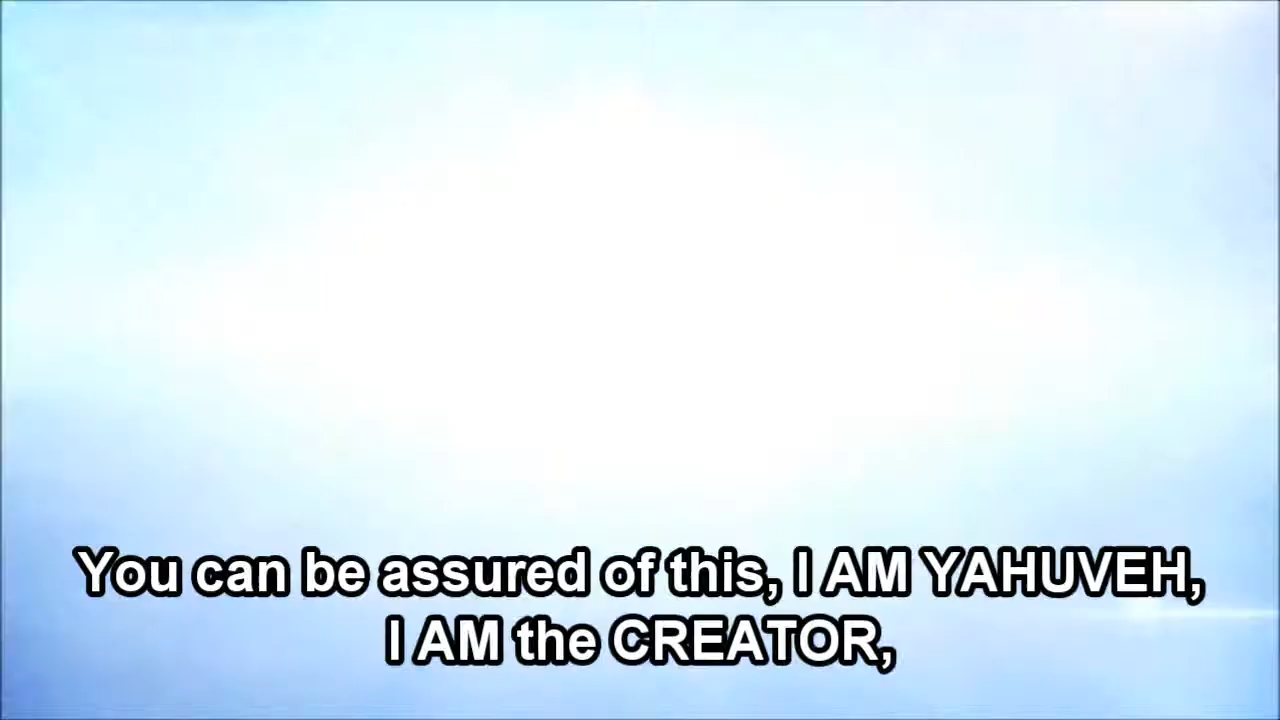 You can be assured of this, I AM YAHUVEH,
I AM the CREATOR,